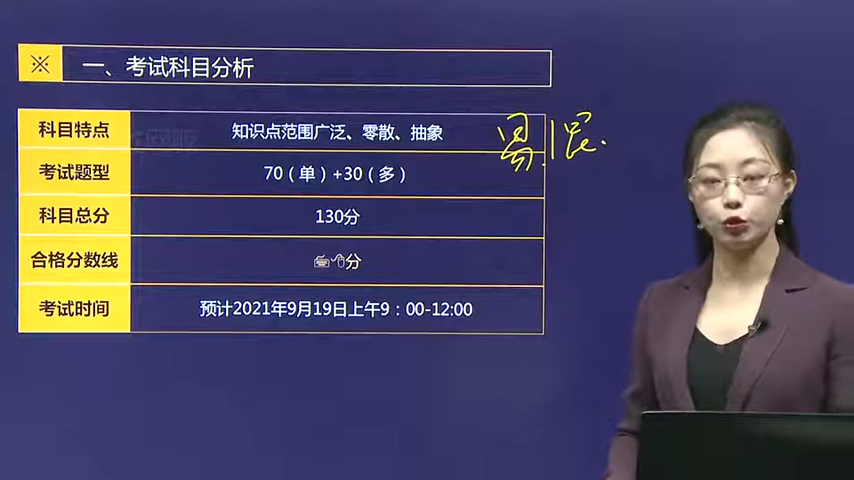 ※ 一、考试科目分析
科目特点 知识点范围广泛、零散、抽象
考试题型 70（单）+30（多）
科目总分 130分
合格分数线 分
考试时间 预计2021年9月19日上午9：00-12:00